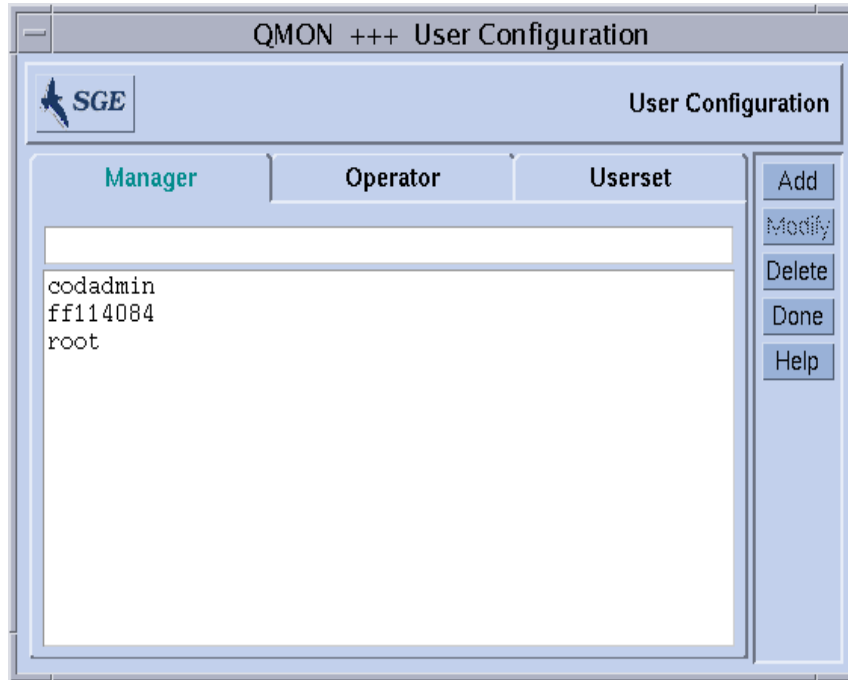 QMON +++ User Configuration
SGE
User Configuration
Manager
Operator
Userset
Add
Modify
Delete
Done
Help
codadmin
ff114084
root